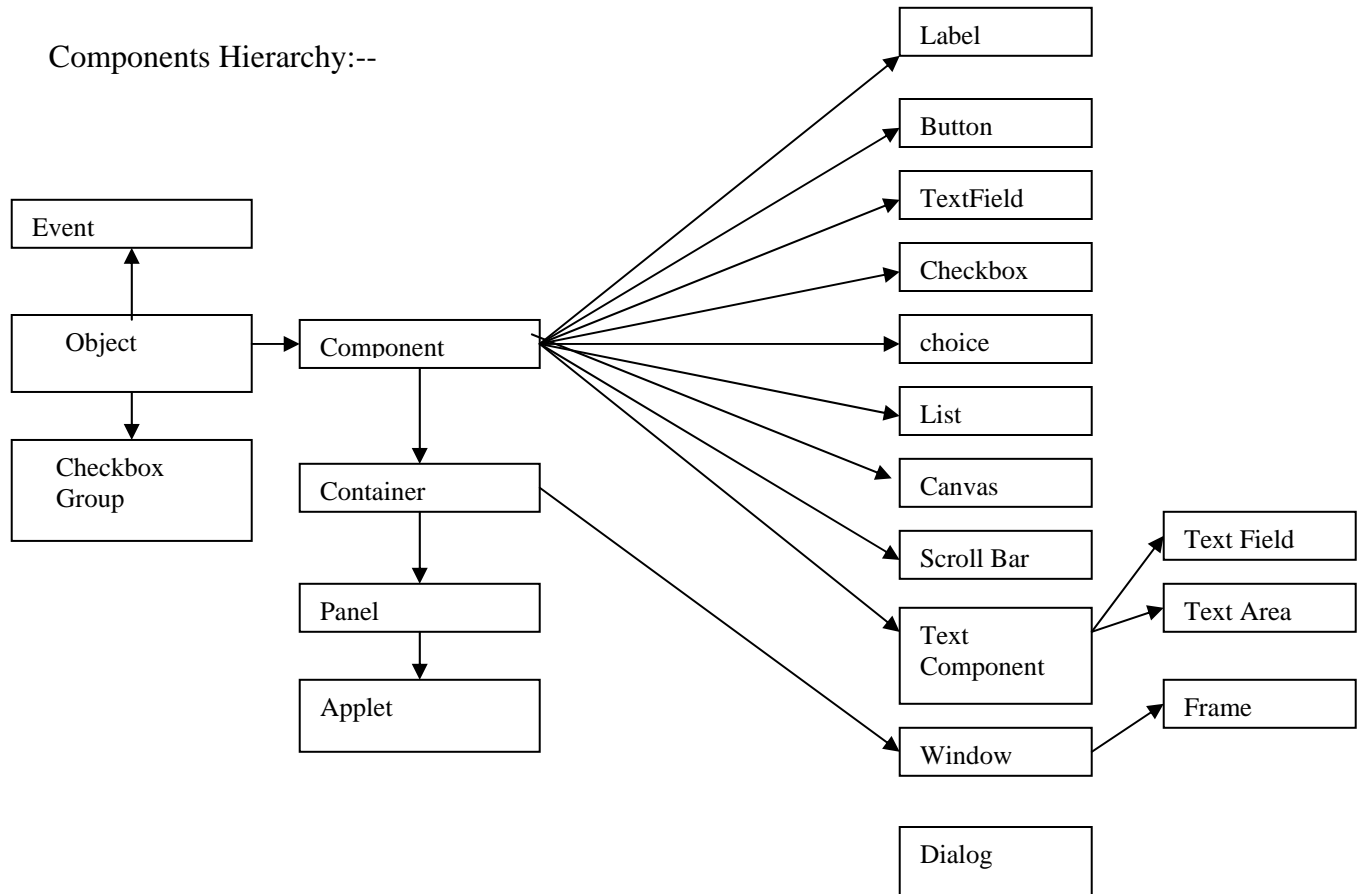 Components Hierarchy:--
Label
Button
TextField
Event
Checkbox
Object
Component
choice
List
Checkbox
Group
Container
Canvas
Scroll Bar
Text Field
Panel
Text
Component
Text Area
Applet
Frame
Window
Dialog